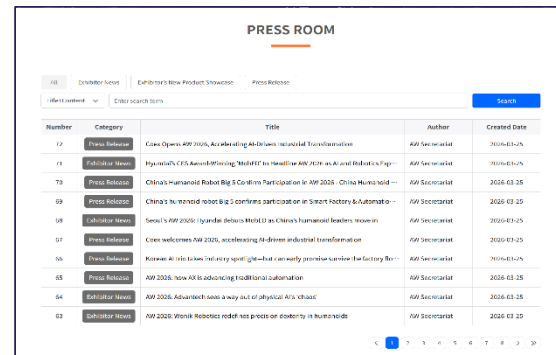 PRESS ROOM
All Exhibitor News Exhibitor's New Product Showcase Press Release
Title+Content Enter search term Search
Number Category Title Author Created Date
72 Press Release Coex Opens AW 2026, Accelerating AI-Driven Industrial Transformation AW Secretariat 2026-03-25
71 Exhibitor News Hyundai's CES Award-Winning 'MobED' to Headline AW 2026 as AI and Robotics Exp··· AW Secretariat 2026-03-25
70 Press Release China's Humanoid Robot Big 5 Confirm Participation in AW 2026 - China Humanoid ··· AW Secretariat 2026-03-25
69 Press Release China's humanoid robot Big 5 confirms participation in Smart Factory & Automatio··· AW Secretariat 2026-03-25
68 Exhibitor News Seoul's AW 2026: Hyundai debuts MobED as China's humanoid leaders move in AW Secretariat 2026-03-25
67 Press Release Coex welcomes AW 2026, accelerating AI-driven industrial transformation AW Secretariat 2026-03-25
66 Press Release Korean AI trio takes industry spotlight—but can early promise survive the factory flo··· AW Secretariat 2026-03-25
65 Press Release AW 2026: how AX is advancing traditional automation AW Secretariat 2026-03-25
64 Exhibitor News AW 2026: Advantech sees a way out of physical AI's 'chaos' AW Secretariat 2026-03-25
63 Exhibitor News AW 2026: Wonik Robotics redefines precision dexterity in humanoids AW Secretariat 2026-03-25
< 1 2 3 4 5 6 7 8 > >>